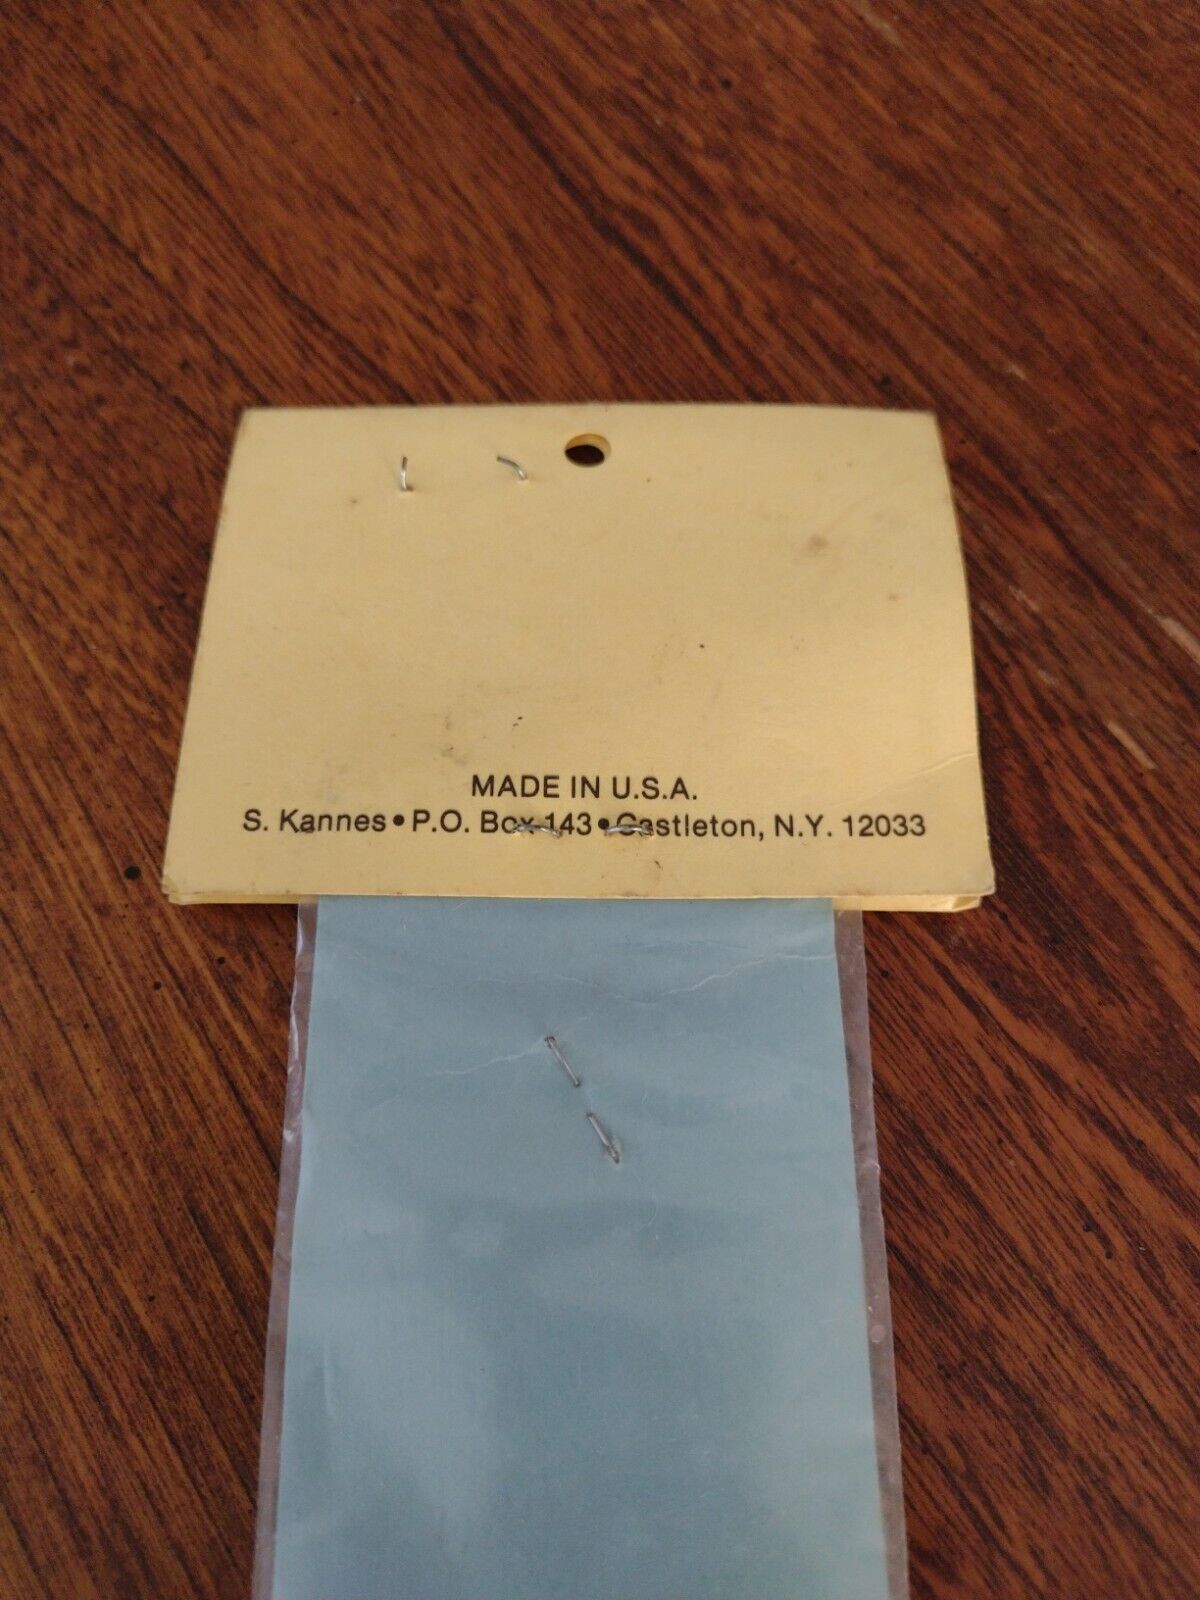 MADE IN U.S.A.
S. Kannes • P.O. Box 143 • Castleton, N.Y. 12033